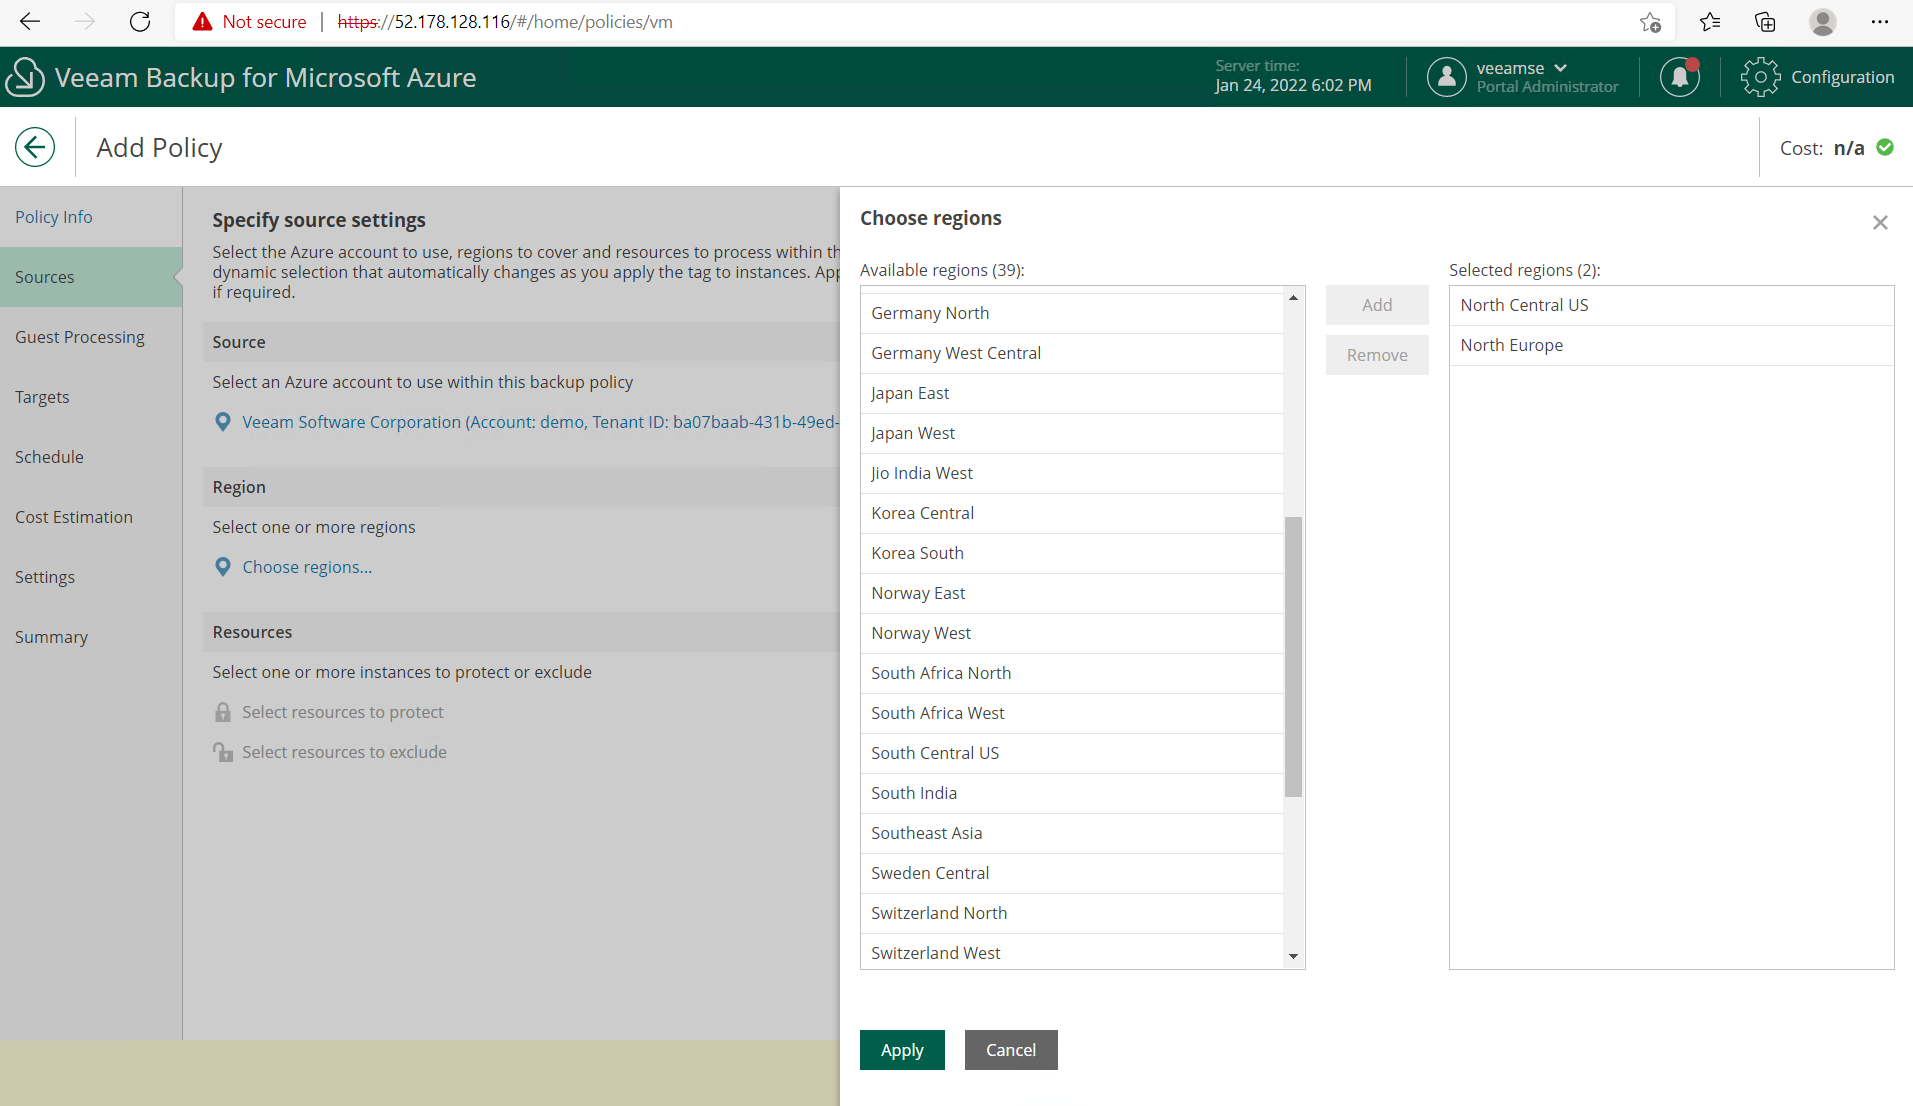 Not secure | https://52.178.128.116/#/home/policies/vm
Veeam Backup for Microsoft Azure
Server time:
Jan 24, 2022 6:02 PM
veeamse
Portal Administrator
Configuration
Add Policy
Cost: n/a
Policy Info
Sources
Guest Processing
Targets
Schedule
Cost Estimation
Settings
Summary
Specify source settings
Select the Azure account to use, regions to cover and resources to process within th
dynamic selection that automatically changes as you apply the tag to instances. App
if required.
Source
Select an Azure account to use within this backup policy
Veeam Software Corporation (Account: demo, Tenant ID: ba07baab-431b-49ed-
Region
Select one or more regions
Choose regions...
Resources
Select one or more instances to protect or exclude
Select resources to protect
Select resources to exclude
Choose regions
Available regions (39):
Germany North
Germany West Central
Japan East
Japan West
Jio India West
Korea Central
Korea South
Norway East
Norway West
South Africa North
South Africa West
South Central US
South India
Southeast Asia
Sweden Central
Switzerland North
Switzerland West
Add
Remove
Selected regions (2):
North Central US
North Europe
Apply
Cancel